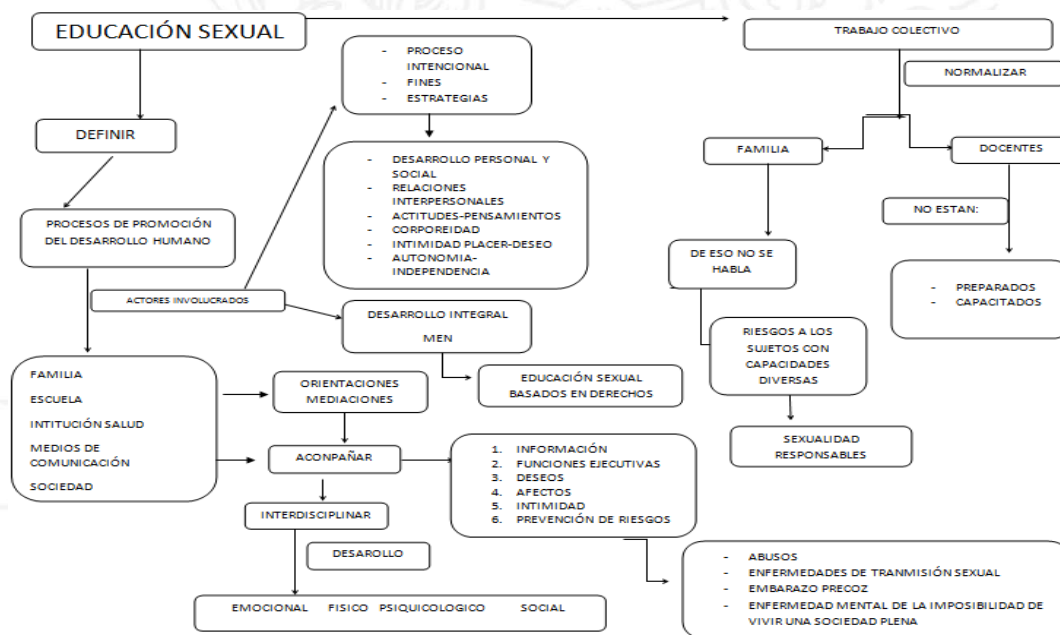 EDUCACIÓN SEXUAL
TRABAJO COLECTIVO
NORMALIZAR
- PROCESO
INTENCIONAL
- FINES
- ESTRATEGIAS
DEFINIR
FAMILIA
DOCENTES
- DESARROLLO PERSONAL Y
SOCIAL
- RELACIONES
INTERPERSONALES
- ACTITUDES-PENSAMIENTOS
- CORPOREIDAD
- INTIMIDAD PLACER-DESEO
- AUTONOMIA-
INDEPENDENCIA
NO ESTAN:
PROCESOS DE PROMOCIÓN
DEL DESARROLLO HUMANO
DE ESO NO SE
HABLA
- PREPARADOS
- CAPACITADOS
ACTORES INVOLUCRADOS
DESARROLLO INTEGRAL
MEN
RIESGOS A LOS
SUJETOS CON
CAPACIDADES
DIVERSAS
FAMILIA
ESCUELA
INTITUCIÓN SALUD
MEDIOS DE
COMUNICACIÓN
SOCIEDAD
ORIENTACIONES
MEDIACIONES
EDUCACIÓN SEXUAL
BASADOS EN DERECHOS
SEXUALIDAD
RESPONSABLES
ACONPAÑAR
1. INFORMACIÓN
2. FUNCIONES EJECUTIVAS
3. DESEOS
4. AFECTOS
5. INTIMIDAD
6. PREVENCIÓN DE RIESGOS
INTERDISCIPLINAR
DESAROLLO
- ABUSOS
- ENFERMEDADES DE TRANMISIÓN SEXUAL
- EMBARAZO PRECOZ
- ENFERMEDAD MENTAL DE LA IMPOSIBILIDAD DE
VIVIR UNA SOCIEDAD PLENA
EMOCIONAL FISICO PSIQUICOLOGICO SOCIAL